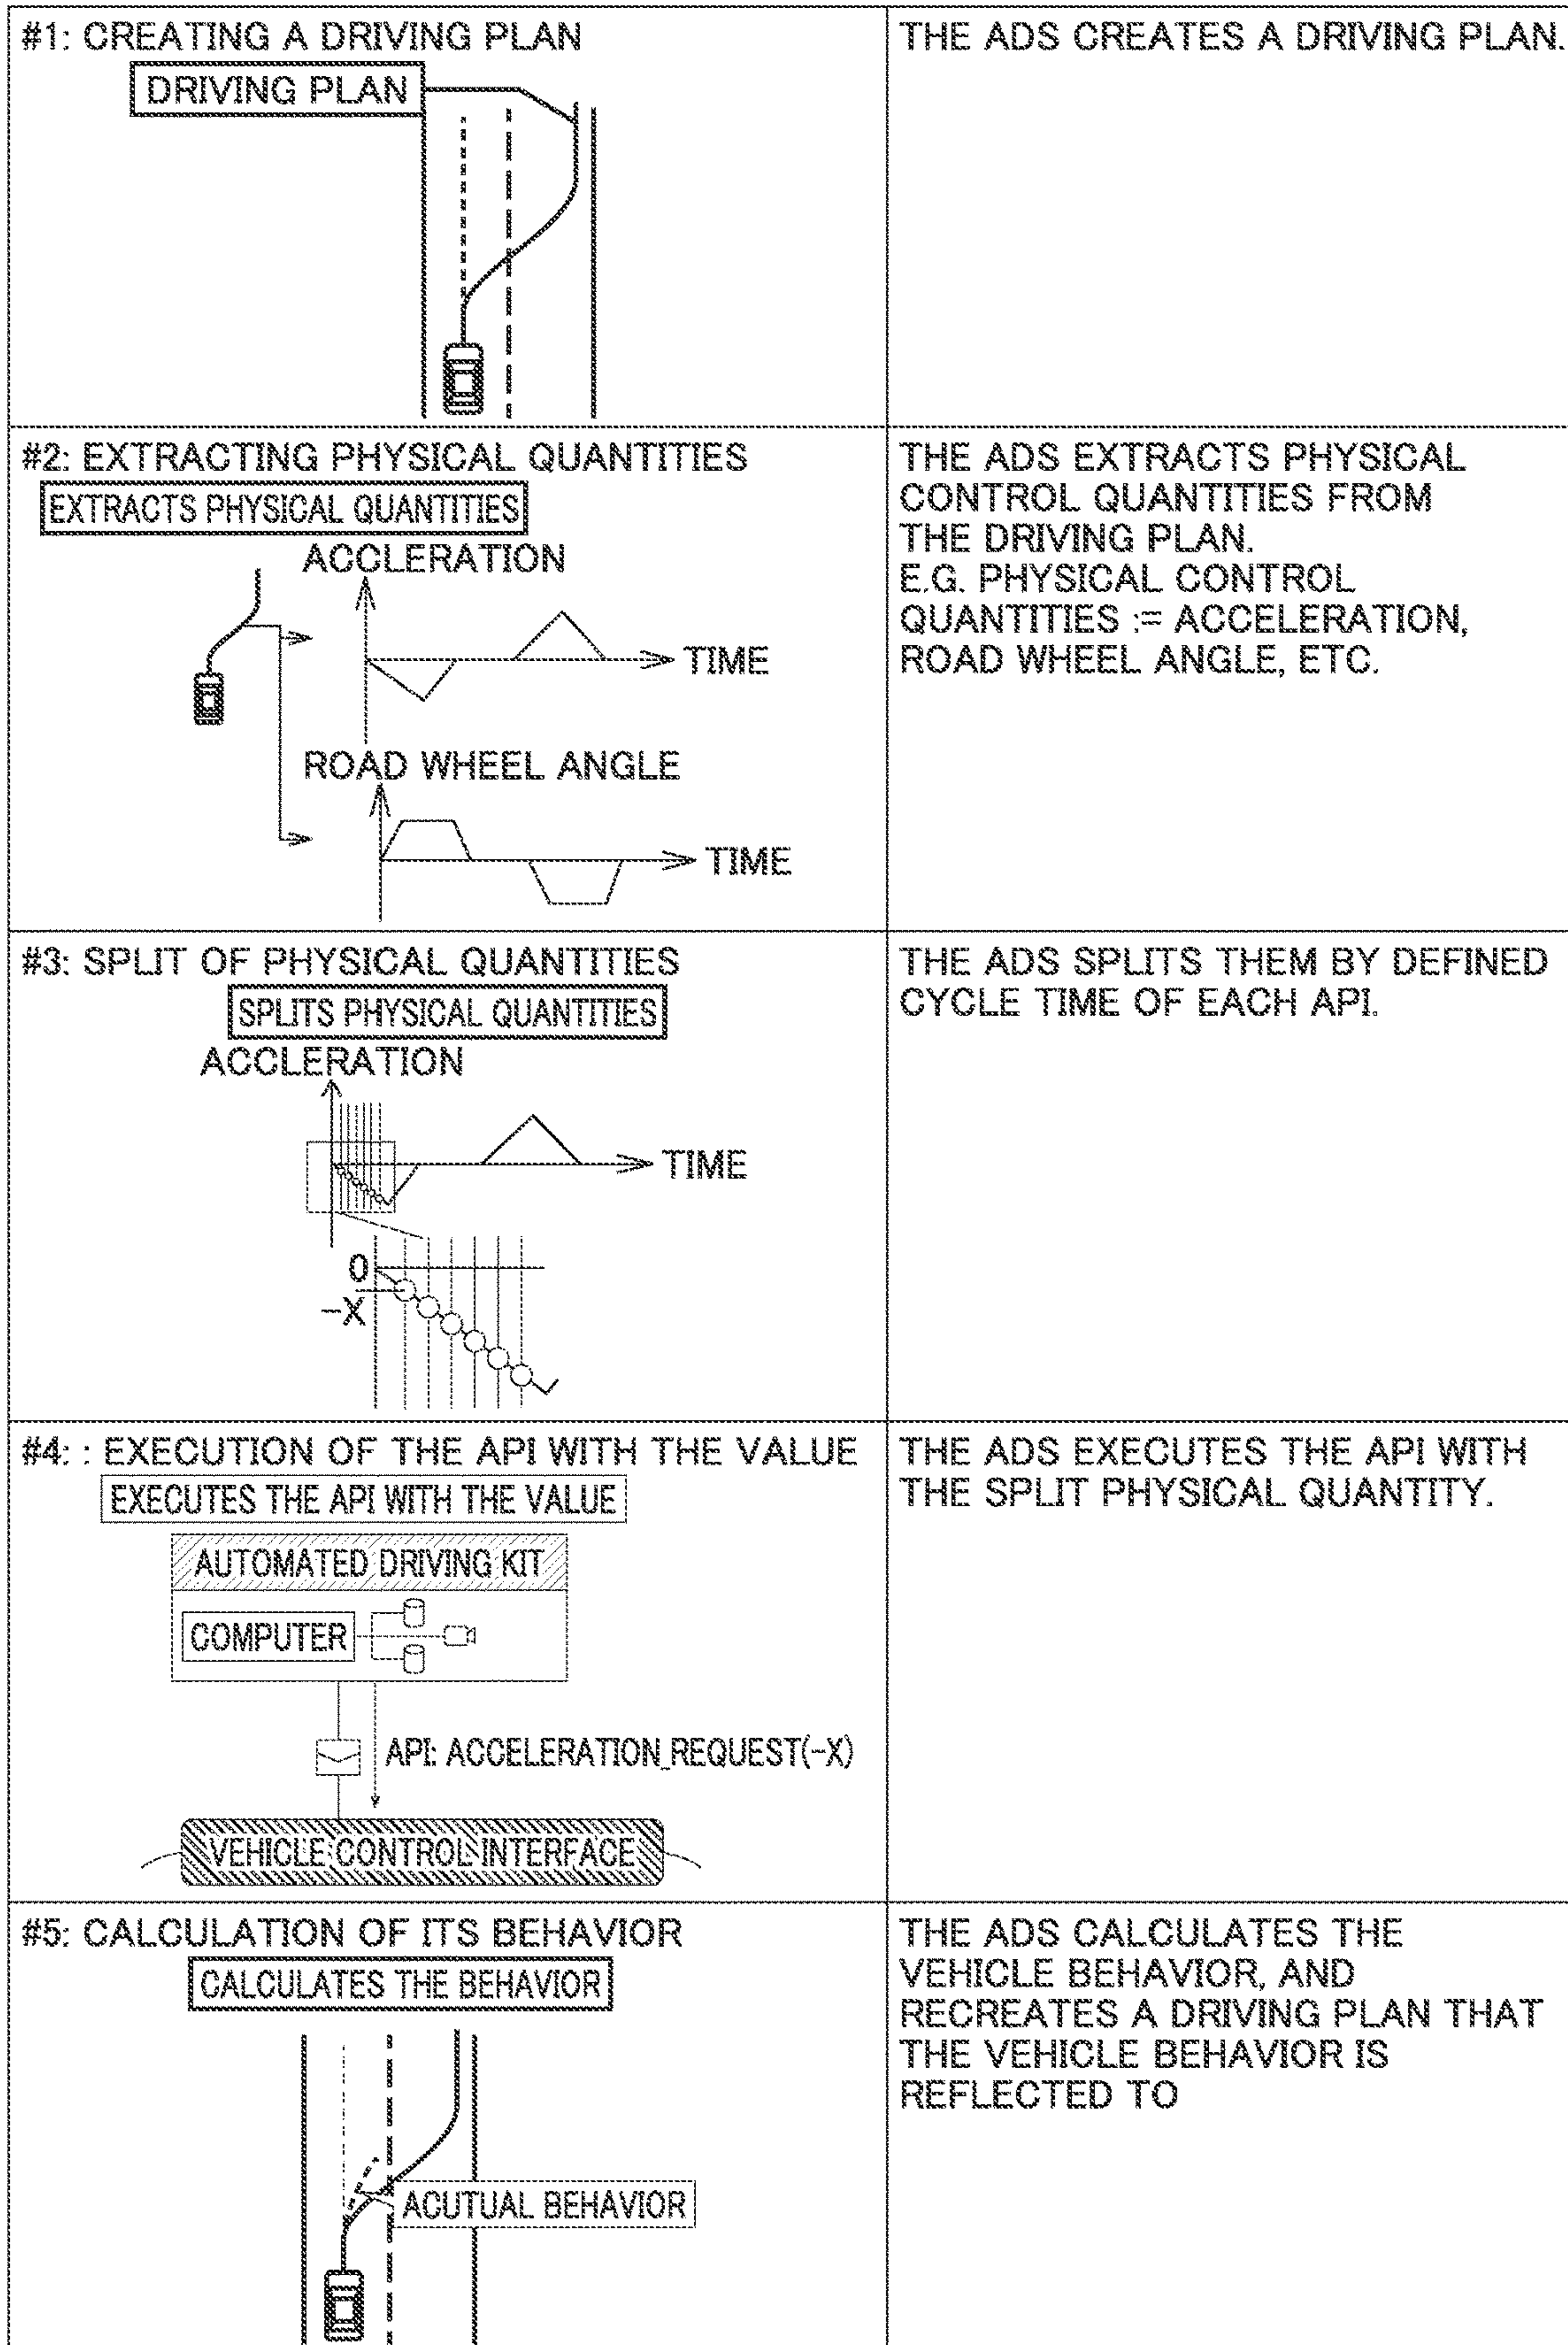 #1: CREATING A DRIVING PLAN
DRIVING PLAN
THE ADS CREATES A DRIVING PLAN.
#2: EXTRACTING PHYSICAL QUANTITIES
EXTRACTS PHYSICAL QUANTITIES
ACCLERATION
TIME
ROAD WHEEL ANGLE
TIME
THE ADS EXTRACTS PHYSICAL
CONTROL QUANTITIES FROM
THE DRIVING PLAN.
E.G. PHYSICAL CONTROL
QUANTITIES := ACCELERATION,
ROAD WHEEL ANGLE, ETC.
#3: SPLIT OF PHYSICAL QUANTITIES
SPLITS PHYSICAL QUANTITIES
ACCLERATION
TIME
0
-X
THE ADS SPLITS THEM BY DEFINED
CYCLE TIME OF EACH API.
#4: : EXECUTION OF THE API WITH THE VALUE
EXECUTES THE API WITH THE VALUE
AUTOMATED DRIVING KIT
COMPUTER
API: ACCELERATION_REQUEST(-X)
VEHICLE CONTROL INTERFACE
THE ADS EXECUTES THE API WITH
THE SPLIT PHYSICAL QUANTITY.
#5: CALCULATION OF ITS BEHAVIOR
CALCULATES THE BEHAVIOR
ACUTUAL BEHAVIOR
THE ADS CALCULATES THE
VEHICLE BEHAVIOR, AND
RECREATES A DRIVING PLAN THAT
THE VEHICLE BEHAVIOR IS
REFLECTED TO